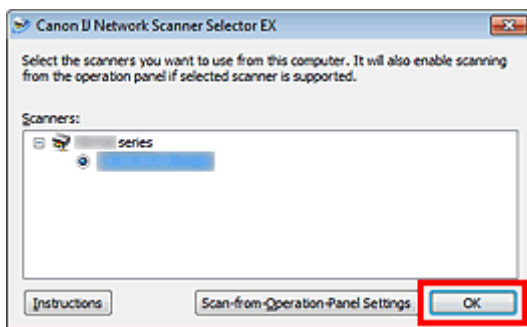 Canon IJ Network Scanner Selector EX
Select the scanners you want to use from this computer. It will also enable scanning
from the operation panel if selected scanner is supported.
Scanners:
series
Instructions
Scan-from-Operation-Panel Settings
OK